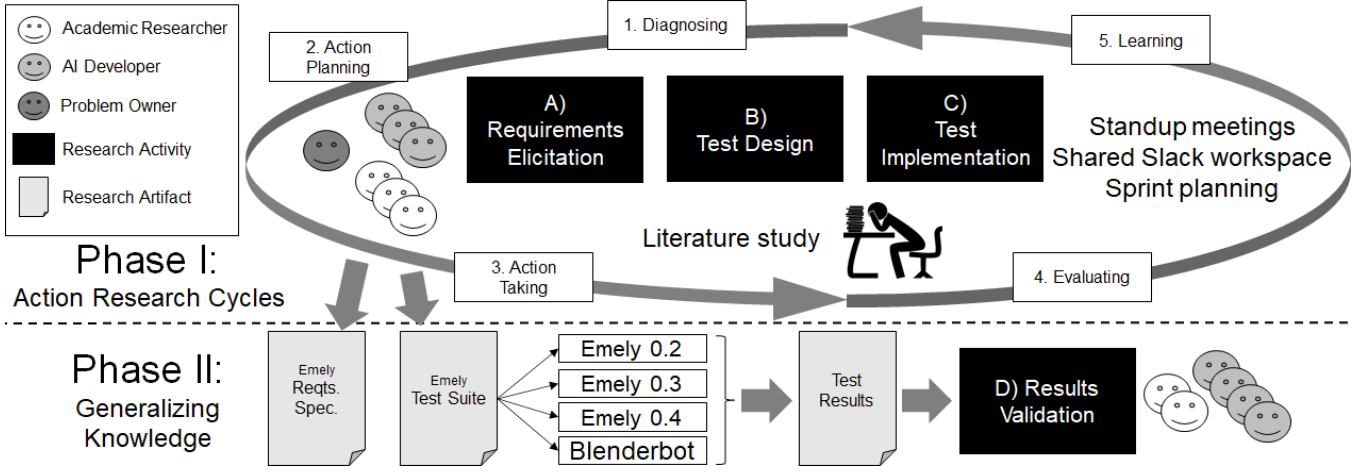 Academic Researcher
AI Developer
Problem Owner
Research Activity
Research Artifact
1. Diagnosing
2. Action
Planning
5. Learning
A)
Requirements
Elicitation
B)
Test Design
C)
Test
Implementation
Standup meetings
Shared Slack workspace
Sprint planning
Literature study
3. Action
Taking
4. Evaluating
Phase I:
Action Research Cycles
Phase II:
Generalizing
Knowledge
Emely
Reqts.
Spec.
Emely
Test Suite
Emely 0.2
Emely 0.3
Emely 0.4
Blenderbot
Test
Results
D) Results
Validation